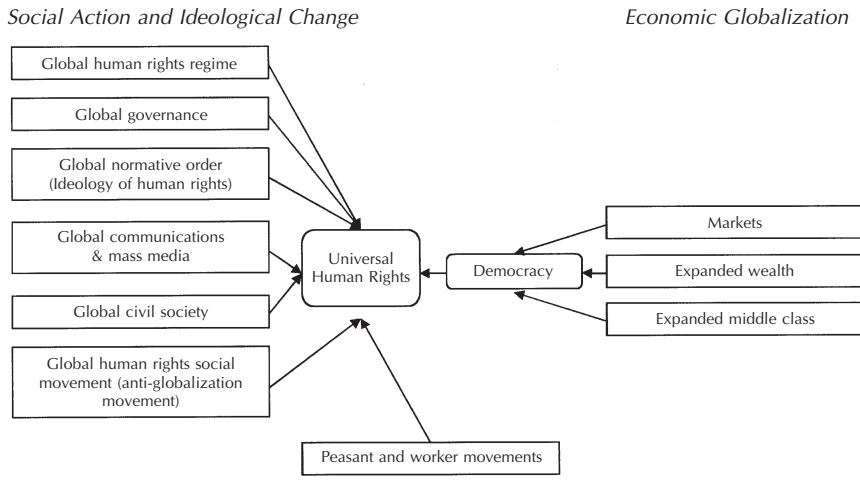 Social Action and Ideological Change
Economic Globalization
Global human rights regime
Global governance
Global normative order
(Ideology of human rights)
Global communications
& mass media
Global civil society
Global human rights social
movement (anti-globalization
movement)
Universal
Human Rights
Democracy
Markets
Expanded wealth
Expanded middle class
Peasant and worker movements